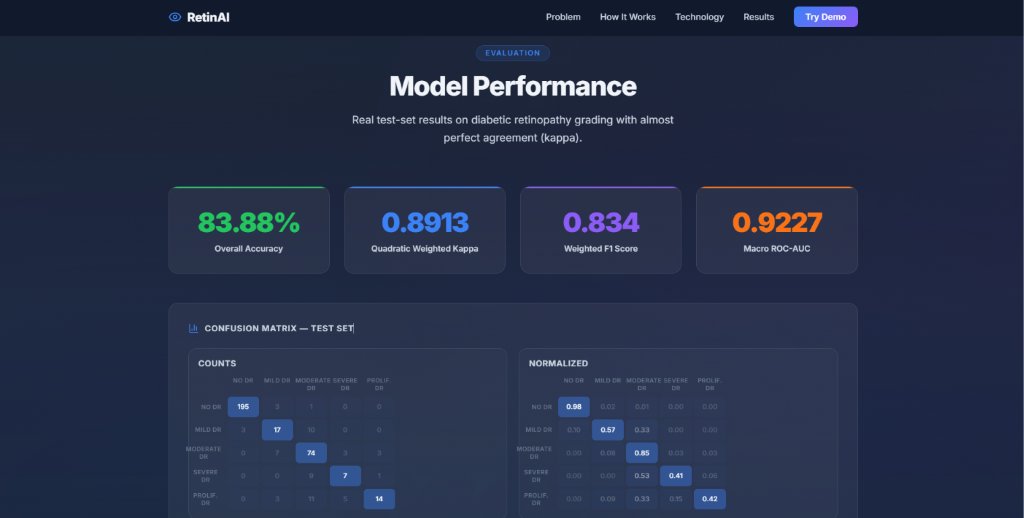 RetinAI
Problem How It Works Technology Results Try Demo
EVALUATION
Model Performance
Real test-set results on diabetic retinopathy grading with almost
perfect agreement (kappa).
83.88% 0.8913 0.834 0.9227
Overall Accuracy Quadratic Weighted Kappa Weighted F1 Score Macro ROC-AUC
CONFUSION MATRIX — TEST SET
COUNTS
NO DR MILD DR MODERATE DR SEVERE DR PROLIF. DR
NO DR 195 3 1 0 0
MILD DR 3 17 10 0 0
MODERATE DR 0 7 74 3 3
SEVERE DR 0 0 9 7 1
PROLIF. DR 0 3 11 5 14
NORMALIZED
NO DR MILD DR MODERATE DR SEVERE DR PROLIF. DR
NO DR 0.98 0.02 0.01 0.00 0.00
MILD DR 0.10 0.57 0.33 0.00 0.00
MODERATE DR 0.00 0.08 0.85 0.03 0.03
SEVERE DR 0.00 0.00 0.53 0.41 0.06
PROLIF. DR 0.00 0.09 0.33 0.15 0.42